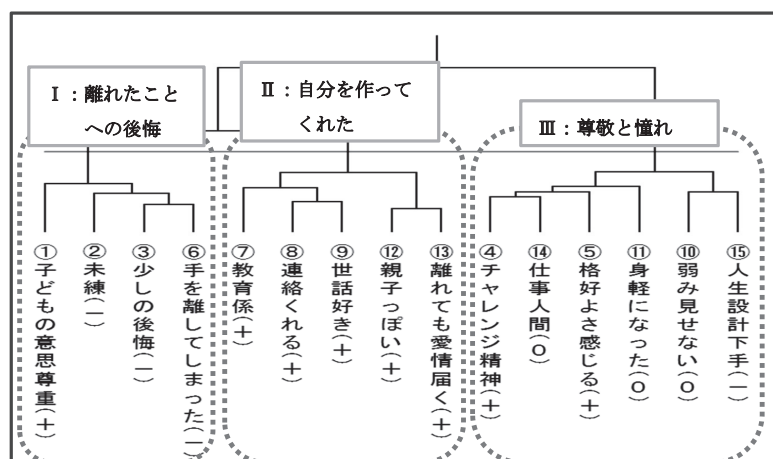 Ⅰ：離れたこと
への後悔
Ⅱ：自分を作って
くれた
Ⅲ：尊敬と憧れ
①子どもの意思尊重(＋)
②未練(－)
③少しの後悔(－)
⑥手を離してしまった(－)
⑦教育係(＋)
⑧連絡くれる(＋)
⑨世話好き(＋)
⑫親子っぽい(＋)
⑬離れても愛情届く(＋)
④チャレンジ精神(＋)
⑭仕事人間(０)
⑤格好よさ感じる(＋)
⑪身軽になった(０)
⑩弱み見せない(０)
⑮人生設計下手(－)